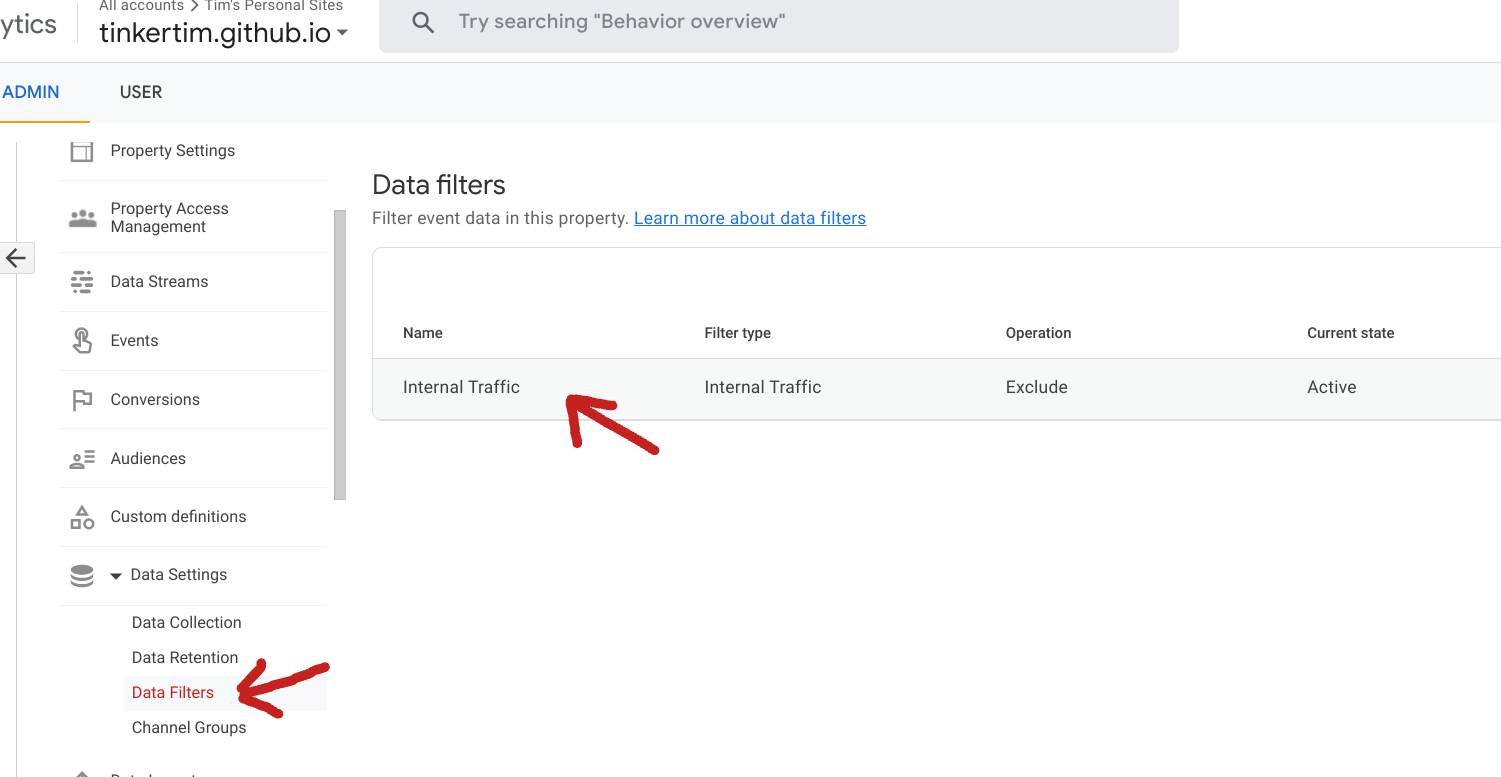 All accounts > Tim's Personal Sites
ytics
tinkertim.github.io
Try searching "Behavior overview"
ADMIN
USER
Property Settings
Property Access
Management
Data Streams
Events
Conversions
Audiences
Custom definitions
Data Settings
Data Collection
Data Retention
Data Filters
Channel Groups
Data filters
Filter event data in this property. Learn more about data filters
Name Filter type Operation Current state
Internal Traffic Internal Traffic Exclude Active